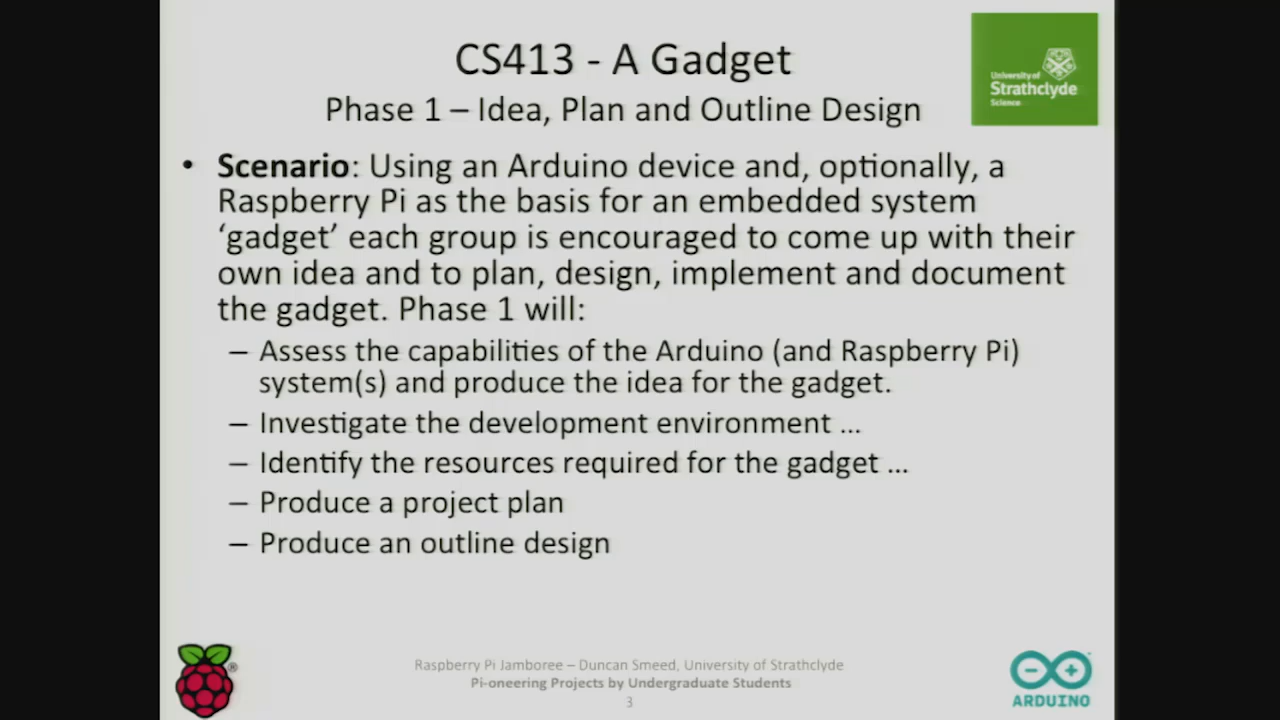 CS413 - A Gadget
Phase 1 – Idea, Plan and Outline Design
University of
Strathclyde
Science
• Scenario: Using an Arduino device and, optionally, a
Raspberry Pi as the basis for an embedded system
‘gadget’ each group is encouraged to come up with their
own idea and to plan, design, implement and document
the gadget. Phase 1 will:
– Assess the capabilities of the Arduino (and Raspberry Pi)
system(s) and produce the idea for the gadget.
– Investigate the development environment …
– Identify the resources required for the gadget …
– Produce a project plan
– Produce an outline design
Raspberry Pi Jamboree – Duncan Smeed, University of Strathclyde
Pi-oneering Projects by Undergraduate Students
3
ARDUINO